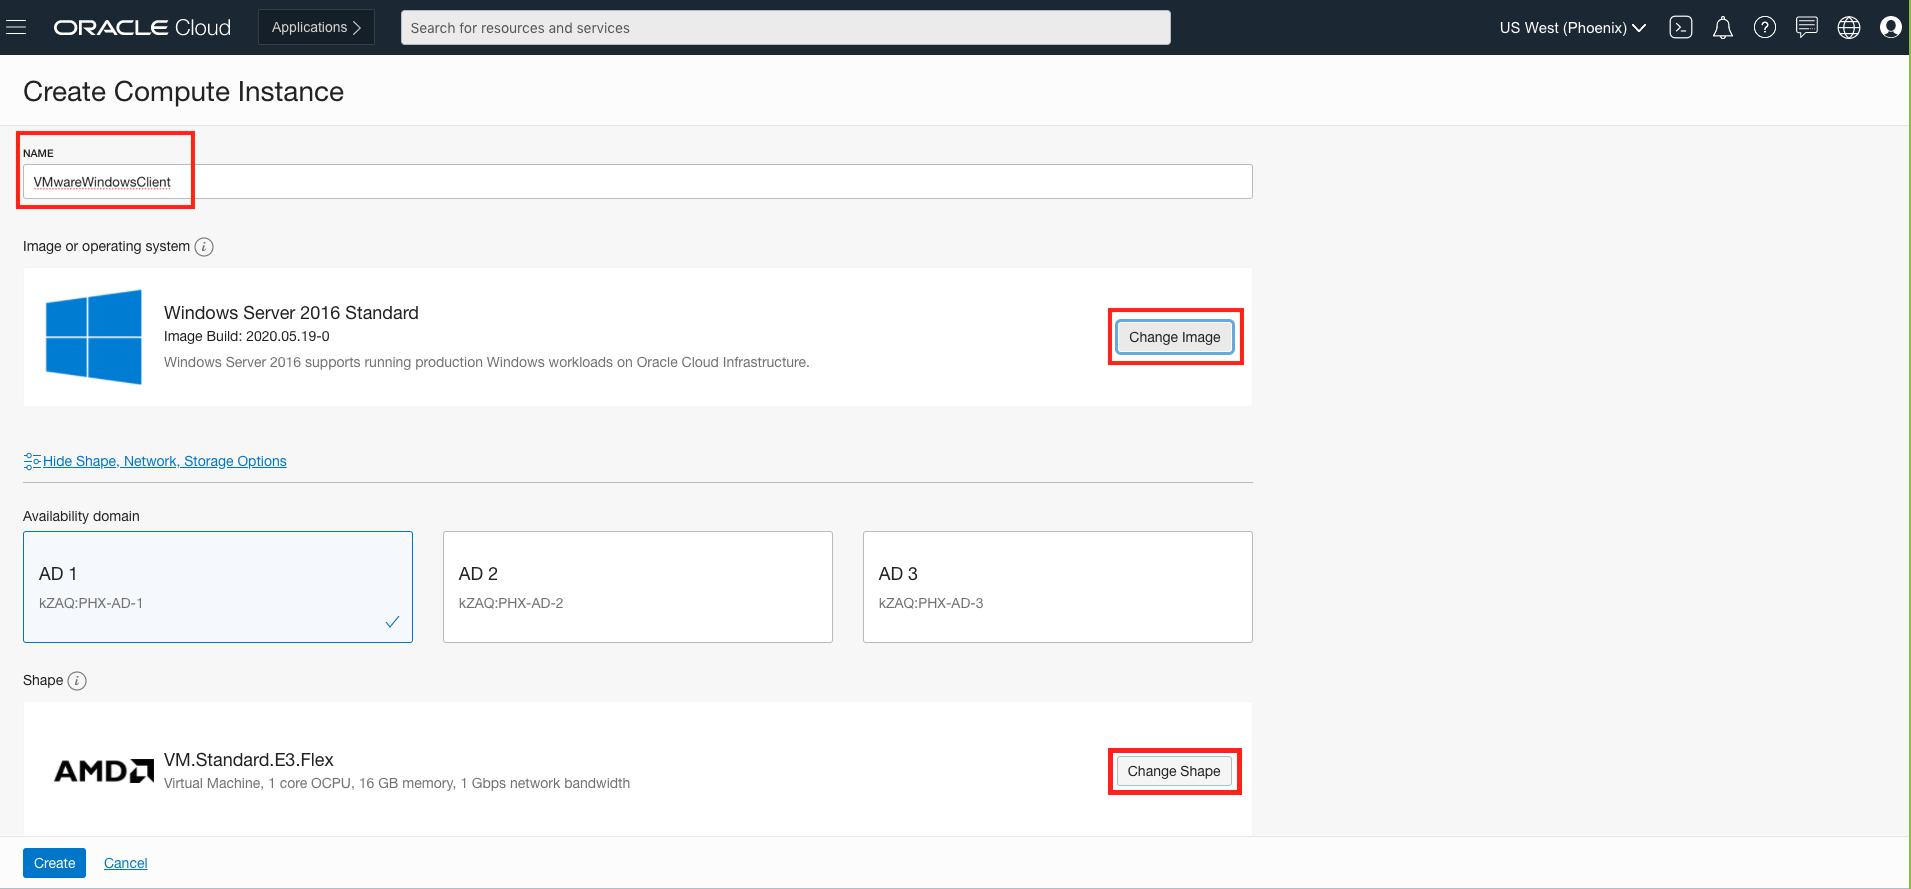 ORACLE Cloud
Applications
Search for resources and services
US West (Phoenix)
Create Compute Instance
NAME
VMwareWindowsClient
Image or operating system
Windows Server 2016 Standard
Image Build: 2020.05.19-0
Windows Server 2016 supports running production Windows workloads on Oracle Cloud Infrastructure.
Change Image
Hide Shape, Network, Storage Options
Availability domain
AD 1
kZAQ:PHX-AD-1
AD 2
kZAQ:PHX-AD-2
AD 3
kZAQ:PHX-AD-3
Shape
AMD
VM.Standard.E3.Flex
Virtual Machine, 1 core OCPU, 16 GB memory, 1 Gbps network bandwidth
Change Shape
Create
Cancel